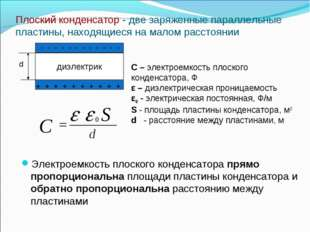 Плоский конденсатор - две заряженные параллельные
пластины, находящиеся на малом расстоянии
d
диэлектрик
C – электроемкость плоского
конденсатора, Ф
ε – диэлектрическая проницаемость
ε₀ - электрическая постоянная, Ф/м
S - площадь пластины конденсатора, м²
d - расстояние между пластинами, м
C = ε ε₀ S / d
Электроемкость плоского конденсатора прямо
пропорциональна площади пластины конденсатора и
обратно пропорциональна расстоянию между
пластинами